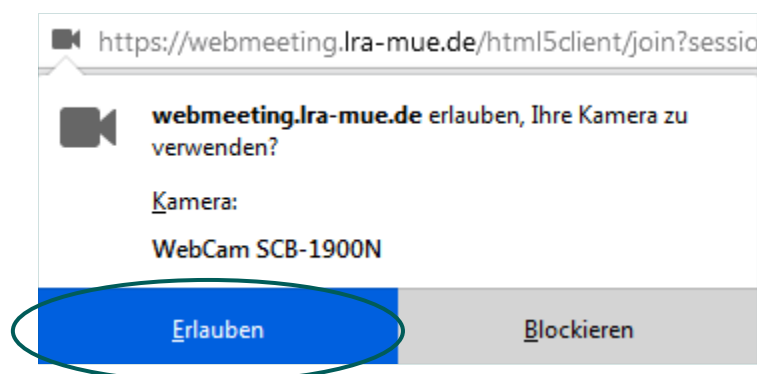 https://webmeeting.lra-mue.de/html5client/join?sessio
webmeeting.lra-mue.de erlauben, Ihre Kamera zu
verwenden?
Kamera:
WebCam SCB-1900N
Erlauben
Blockieren